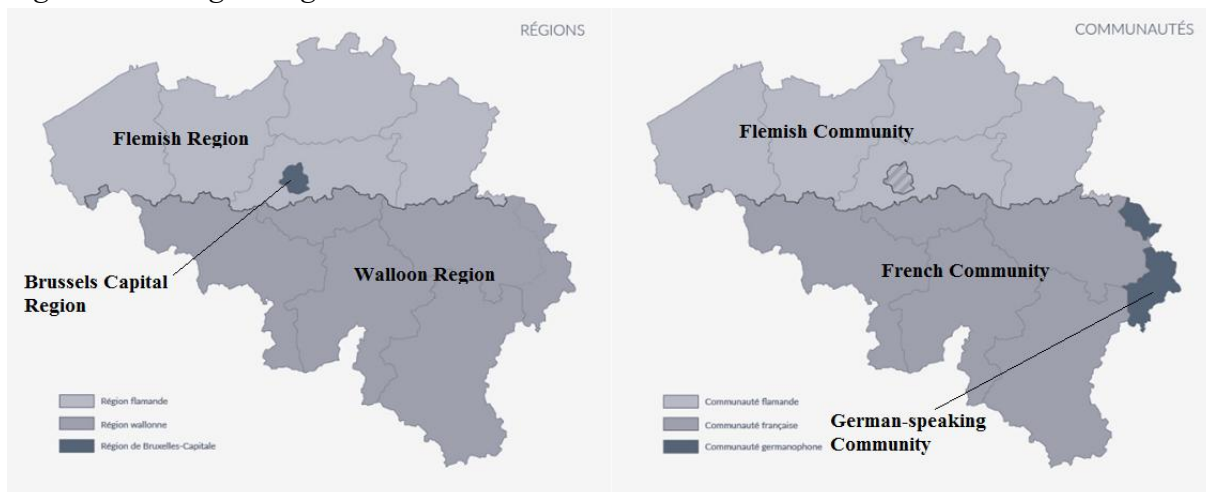 RÉGIONS
Flemish Region
Brussels Capital
Region
Walloon Region
Région flamande
Région wallonne
Région de Bruxelles-Capitale
COMMUNAUTÉS
Flemish Community
French Community
German-speaking
Community
Communauté flamande
Communauté française
Communauté germanophone